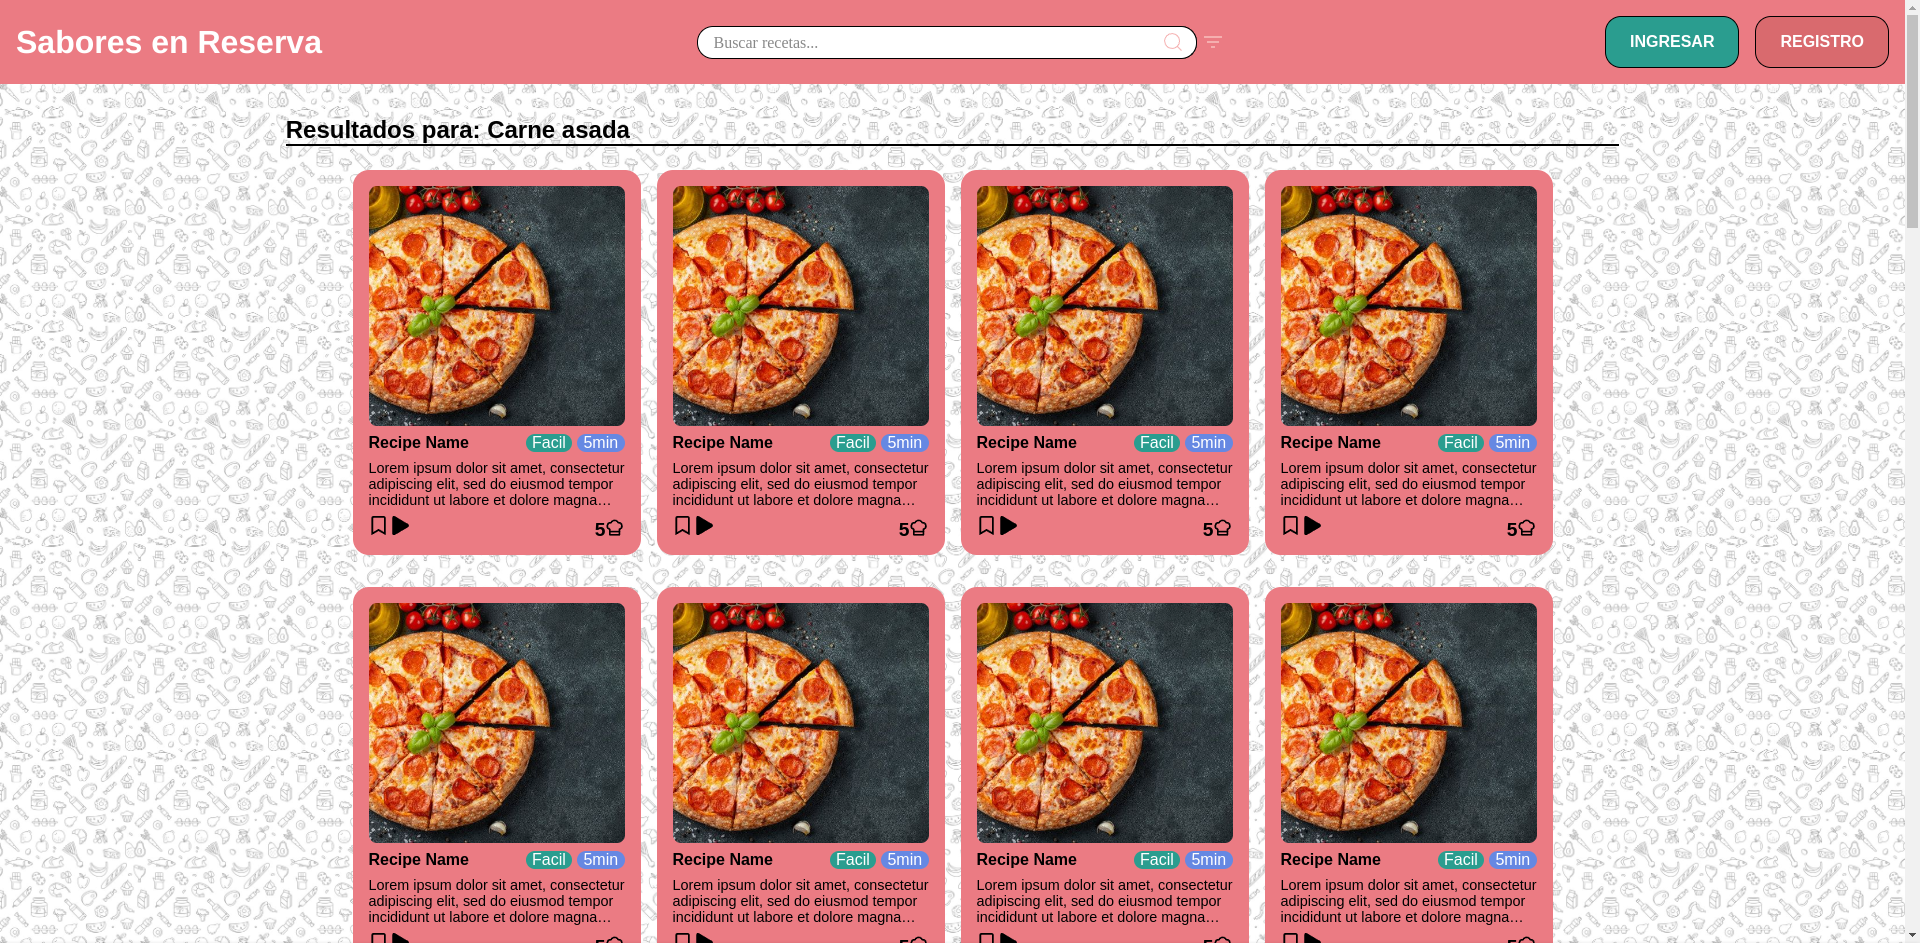 Sabores en Reserva
Buscar recetas...
INGRESAR
REGISTRO
Resultados para: Carne asada
Recipe Name Facil 5min
Lorem ipsum dolor sit amet, consectetur
adipiscing elit, sed do eiusmod tempor
incididunt ut labore et dolore magna…
5
Recipe Name Facil 5min
Lorem ipsum dolor sit amet, consectetur
adipiscing elit, sed do eiusmod tempor
incididunt ut labore et dolore magna…
5
Recipe Name Facil 5min
Lorem ipsum dolor sit amet, consectetur
adipiscing elit, sed do eiusmod tempor
incididunt ut labore et dolore magna…
5
Recipe Name Facil 5min
Lorem ipsum dolor sit amet, consectetur
adipiscing elit, sed do eiusmod tempor
incididunt ut labore et dolore magna…
5
Recipe Name Facil 5min
Lorem ipsum dolor sit amet, consectetur
adipiscing elit, sed do eiusmod tempor
incididunt ut labore et dolore magna…
5
Recipe Name Facil 5min
Lorem ipsum dolor sit amet, consectetur
adipiscing elit, sed do eiusmod tempor
incididunt ut labore et dolore magna…
5
Recipe Name Facil 5min
Lorem ipsum dolor sit amet, consectetur
adipiscing elit, sed do eiusmod tempor
incididunt ut labore et dolore magna…
5
Recipe Name Facil 5min
Lorem ipsum dolor sit amet, consectetur
adipiscing elit, sed do eiusmod tempor
incididunt ut labore et dolore magna…
5